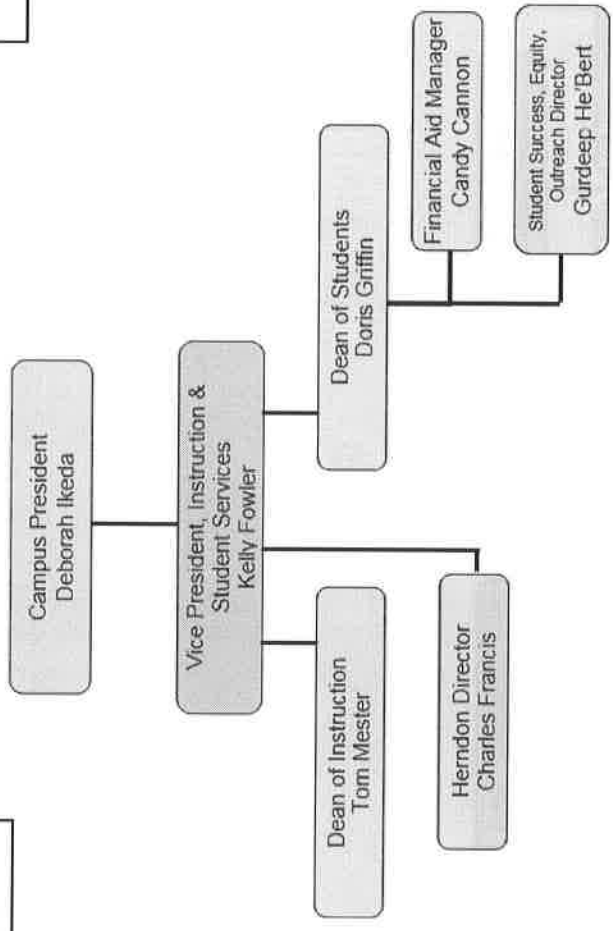 Campus President
Deborah Ikeda
Vice President, Instruction &
Student Services
Kelly Fowler
Dean of Instruction
Tom Mester
Herndon Director
Charles Francis
Dean of Students
Doris Griffin
Financial Aid Manager
Candy Cannon
Student Success, Equity,
Outreach Director
Gurdeep He'Bert